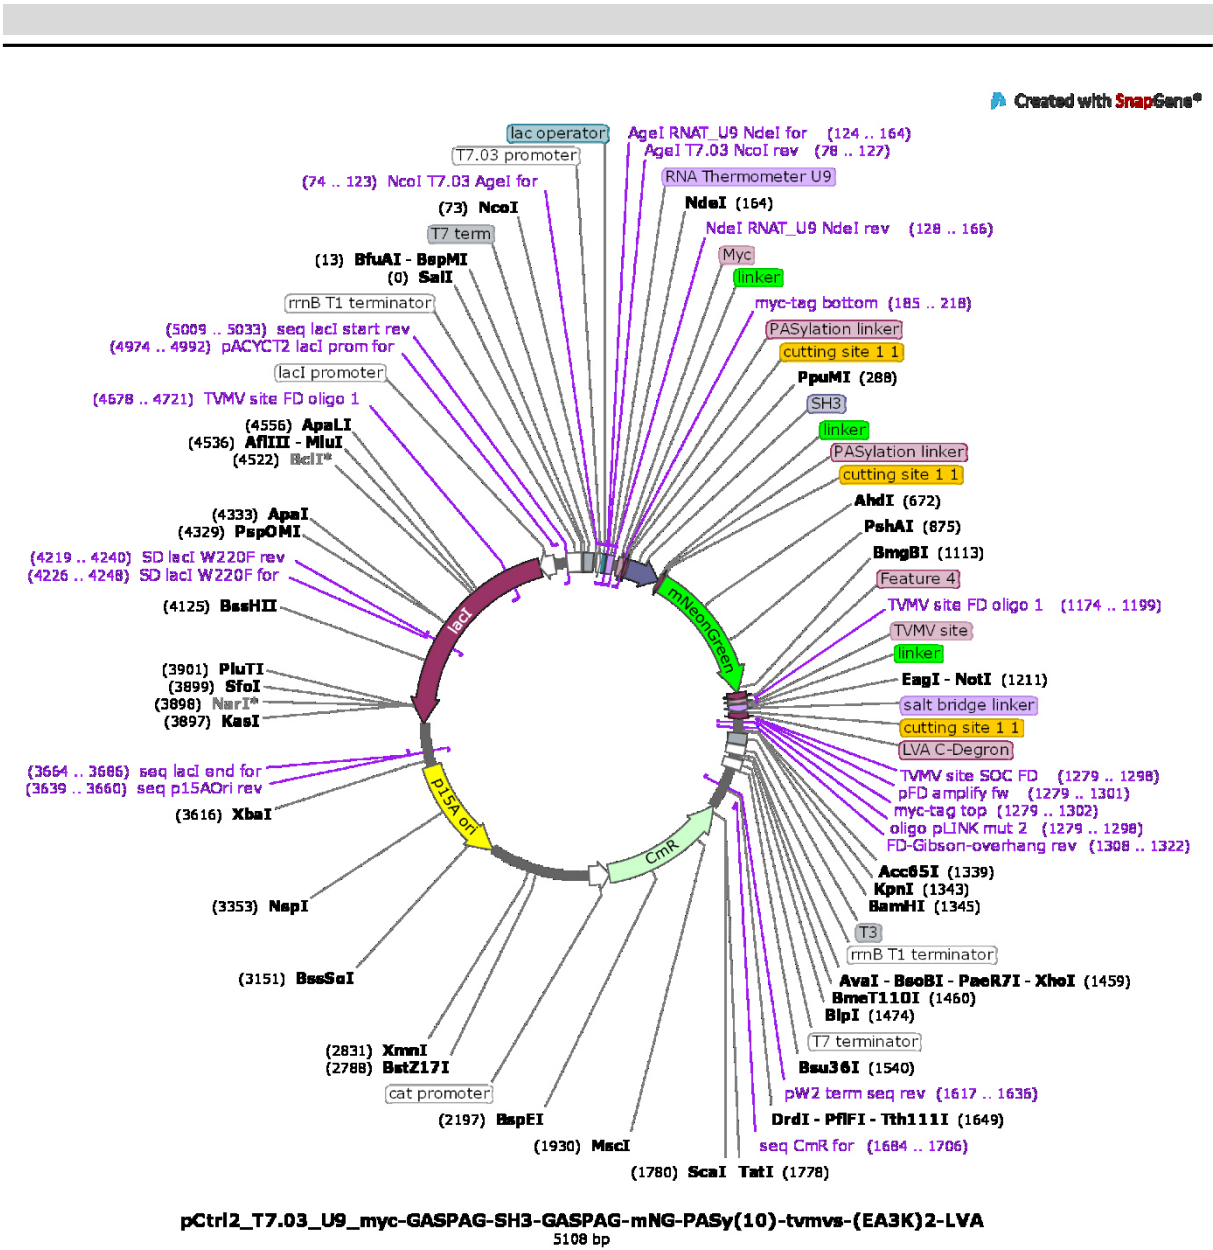 Created with SnapGene®
lac operator
T7.03 promoter
(74 .. 123) NcoI T7.03 AgeI for
(73) NcoI
T7 term
(13) BfuAI - BspMI
(0) SalI
rrnB T1 terminator
(5009 .. 5033) seq lacI start rev
(4974 .. 4992) pACYCT2 lacI prom for
lacI promoter
(4678 .. 4721) TVMV site FD oligo 1
(4556) ApaLI
(4536) AflIII - MluI
(4522) BclI*
(4333) ApaI
(4329) PspOMI
(4219 .. 4240) SD lacI W220F rev
(4226 .. 4248) SD lacI W220F for
(4125) BssHII
(3901) PluTI
(3899) SfoI
(3898) NarI*
(3897) KasI
(3664 .. 3686) seq lacI end for
(3639 .. 3660) seq p15AOri rev
(3616) XbaI
(3353) NspI
(3151) BssSαI
(2831) XmnI
(2788) BstZ17I
cat promoter
(2197) BspEI
(1930) MscI
(1780) ScaI TatI (1778)
AgeI RNAT_U9 NdeI for (124 .. 164)
AgeI T7.03 NcoI rev (78 .. 127)
RNA Thermometer U9
NdeI (164)
NdeI RNAT_U9 NdeI rev (128 .. 166)
Myc
linker
myc-tag bottom (185 .. 218)
PASylation linker
cutting site 1 1
PpuMI (288)
SH3
linker
PASylation linker
cutting site 1 1
AhdI (672)
PshAI (875)
BmgBI (1113)
Feature 4
TVMV site FD oligo 1 (1174 .. 1199)
TVMV site
linker
EagI - NotI (1211)
salt bridge linker
cutting site 1 1
LVA C-Degron
TVMV site SOC FD (1279 .. 1298)
pFD amplify fw (1279 .. 1301)
myc-tag top (1279 .. 1302)
oligo pLINK mut 2 (1279 .. 1298)
FD-Gibson-overhang rev (1308 .. 1322)
Acc65I (1339)
KpnI (1343)
BamHI (1345)
T3
rrnB T1 terminator
AvaI - BsoBI - PaeR7I - XhoI (1459)
BmeT110I (1460)
BlpI (1474)
T7 terminator
Bsu36I (1540)
pW2 term seq rev (1617 .. 1636)
DrdI - PflFI - Tth111I (1649)
seq CmR for (1684 .. 1706)
lacI
mNeonGreen
p15A ori
CmR
pCtrl2_T7.03_U9_myc-GASPAG-SH3-GASPAG-mNG-PASy(10)-tvmvs-(EA3K)2-LVA
5108 bp